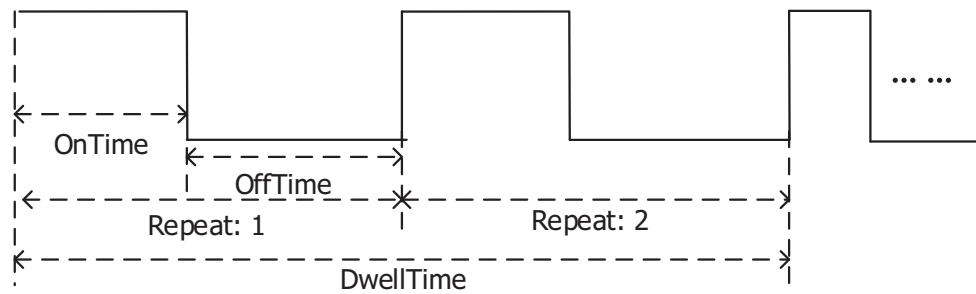 ... ...
OnTime
OffTime
Repeat: 1
Repeat: 2
DwellTime